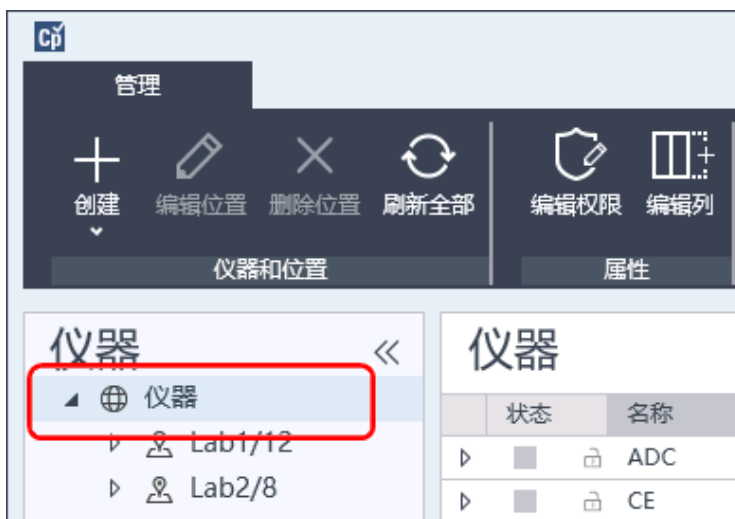 Cp
管理
创建
编辑位置
删除位置
刷新全部
编辑权限
编辑列
仪器和位置
属性
仪器
仪器
Lab1/12
Lab2/8
仪器
状态
名称
ADC
CE